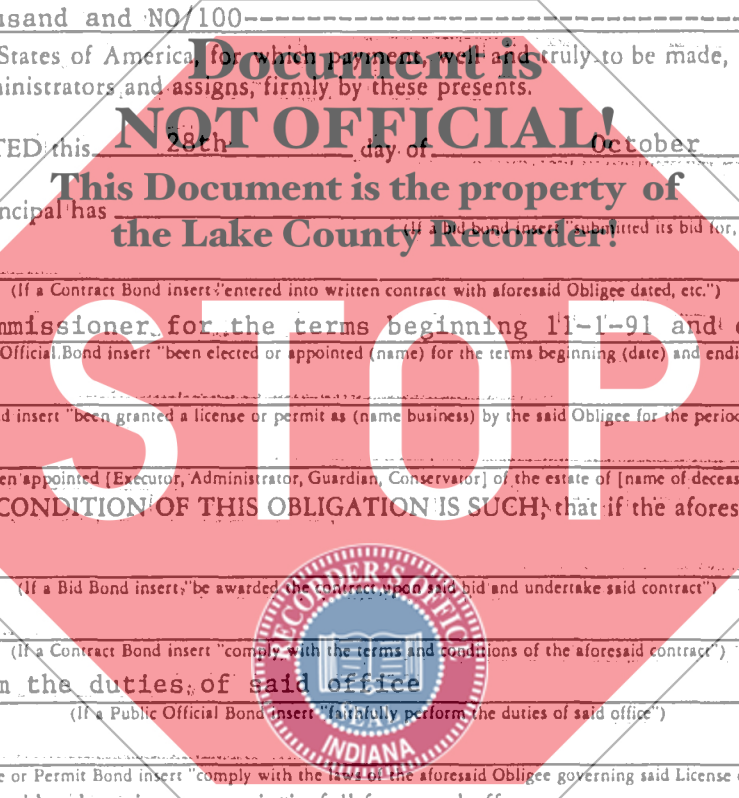 usand and NO/100--------------------------------
States of America, for which payment, well and truly to be made,
Document is
ministrators and assigns, firmly by these presents.
NOT OFFICIAL!
TED this 28th day of October
This Document is the property of
ncipal has
the Lake County Recorder!
(If a Bid bond insert "submitted its bid for,
(If a Contract Bond insert "entered into written contract with aforesaid Obligee dated, etc.")
mmissioner for the terms beginning 11-1-91 and
Official Bond insert "been elected or appointed (name) for the terms beginning (date) and endi
STOP
d insert "been granted a license or permit as (name business) by the said Obligee for the period
en appointed [Executor, Administrator, Guardian, Conservator] of the estate of [name of deceas
CONDITION OF THIS OBLIGATION IS SUCH, that if the afores
(If a Bid Bond insert, "be awarded the contract upon said bid and undertake said contract")
RECORDER'S OFFICE
(If a Contract Bond insert "comply with the terms and conditions of the aforesaid contract")
m the duties of said office
SEAL
(If a Public Official Bond insert "faithfully perform the duties of said office")
INDIANA
e or Permit Bond insert "comply with the laws of the aforesaid Obligee governing said License